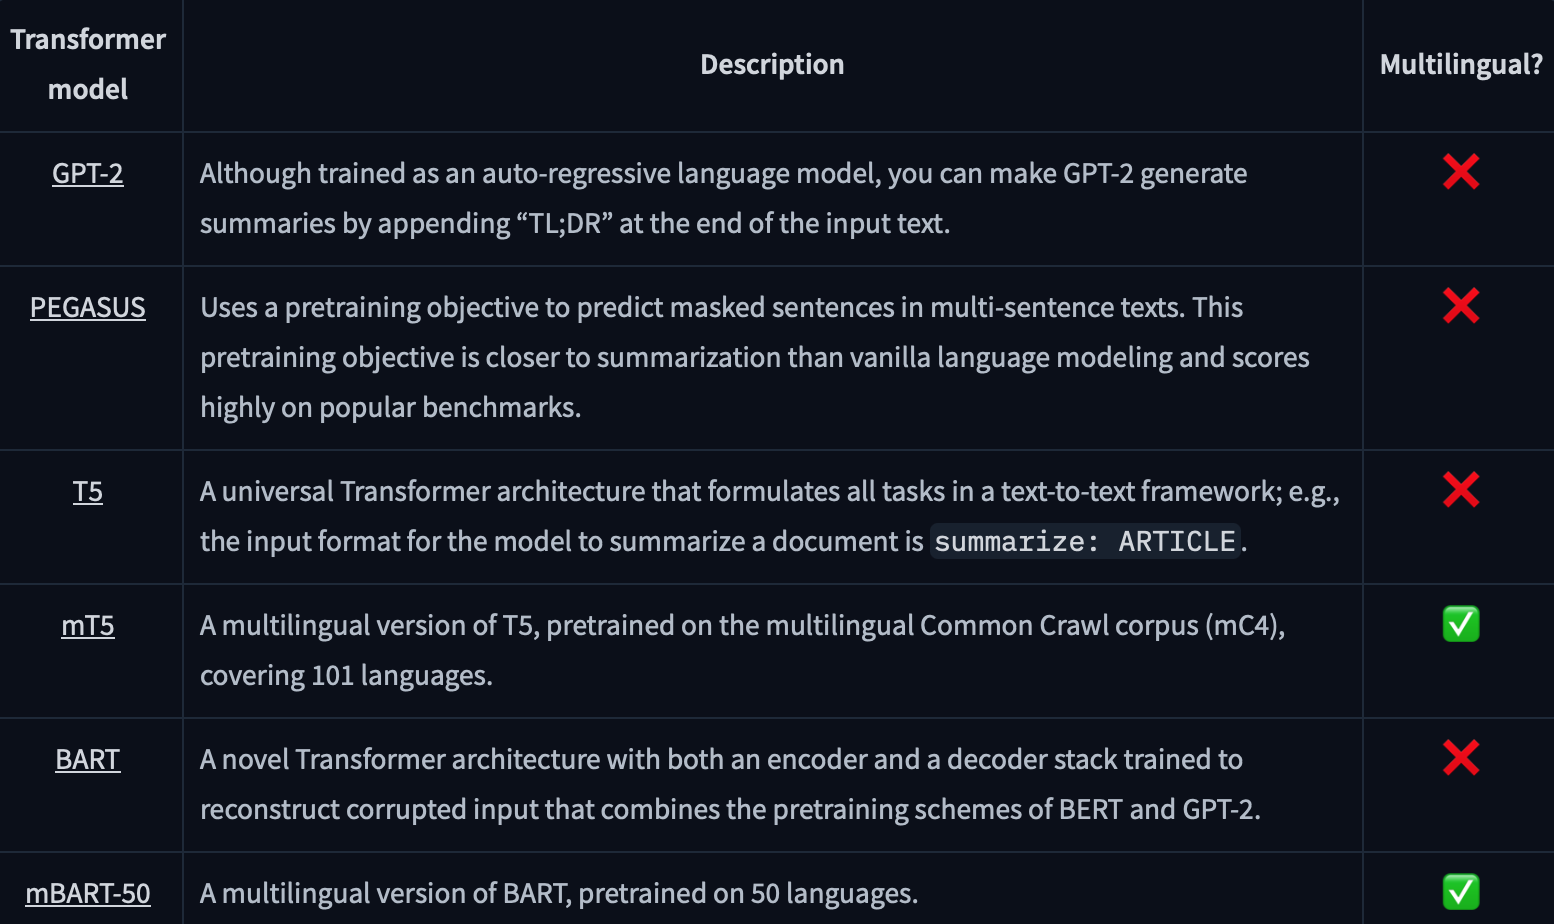 Transformer
model
Description
Multilingual?
GPT-2
Although trained as an auto-regressive language model, you can make GPT-2 generate
summaries by appending “TL;DR” at the end of the input text.
❌
PEGASUS
Uses a pretraining objective to predict masked sentences in multi-sentence texts. This
pretraining objective is closer to summarization than vanilla language modeling and scores
highly on popular benchmarks.
❌
T5
A universal Transformer architecture that formulates all tasks in a text-to-text framework; e.g.,
the input format for the model to summarize a document is summarize: ARTICLE.
❌
mT5
A multilingual version of T5, pretrained on the multilingual Common Crawl corpus (mC4),
covering 101 languages.
✅
BART
A novel Transformer architecture with both an encoder and a decoder stack trained to
reconstruct corrupted input that combines the pretraining schemes of BERT and GPT-2.
❌
mBART-50
A multilingual version of BART, pretrained on 50 languages.
✅